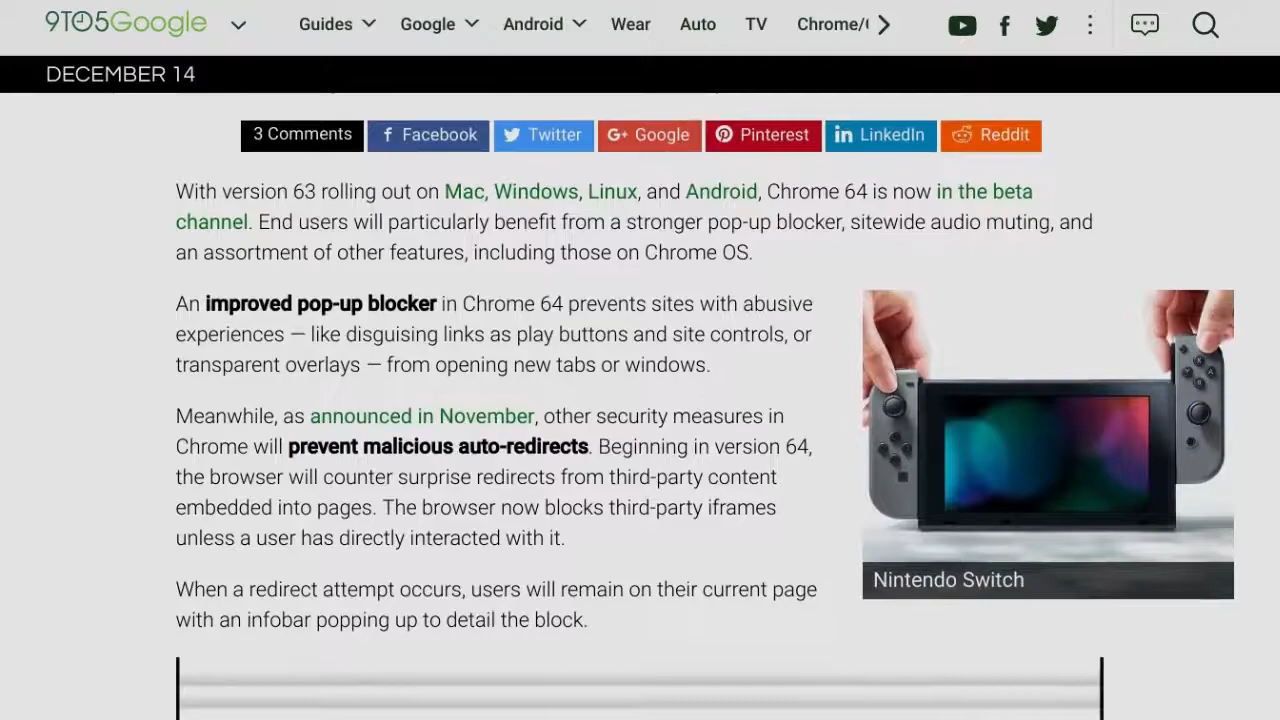 9TO5Google Guides Google Android Wear Auto TV Chrome/
DECEMBER 14
3 Comments Facebook Twitter G+ Google Pinterest LinkedIn Reddit
With version 63 rolling out on Mac, Windows, Linux, and Android, Chrome 64 is now in the beta
channel. End users will particularly benefit from a stronger pop-up blocker, sitewide audio muting, and
an assortment of other features, including those on Chrome OS.
An improved pop-up blocker in Chrome 64 prevents sites with abusive
experiences — like disguising links as play buttons and site controls, or
transparent overlays — from opening new tabs or windows.
Meanwhile, as announced in November, other security measures in
Chrome will prevent malicious auto-redirects. Beginning in version 64,
the browser will counter surprise redirects from third-party content
embedded into pages. The browser now blocks third-party iframes
unless a user has directly interacted with it.
Nintendo Switch
When a redirect attempt occurs, users will remain on their current page
with an infobar popping up to detail the block.